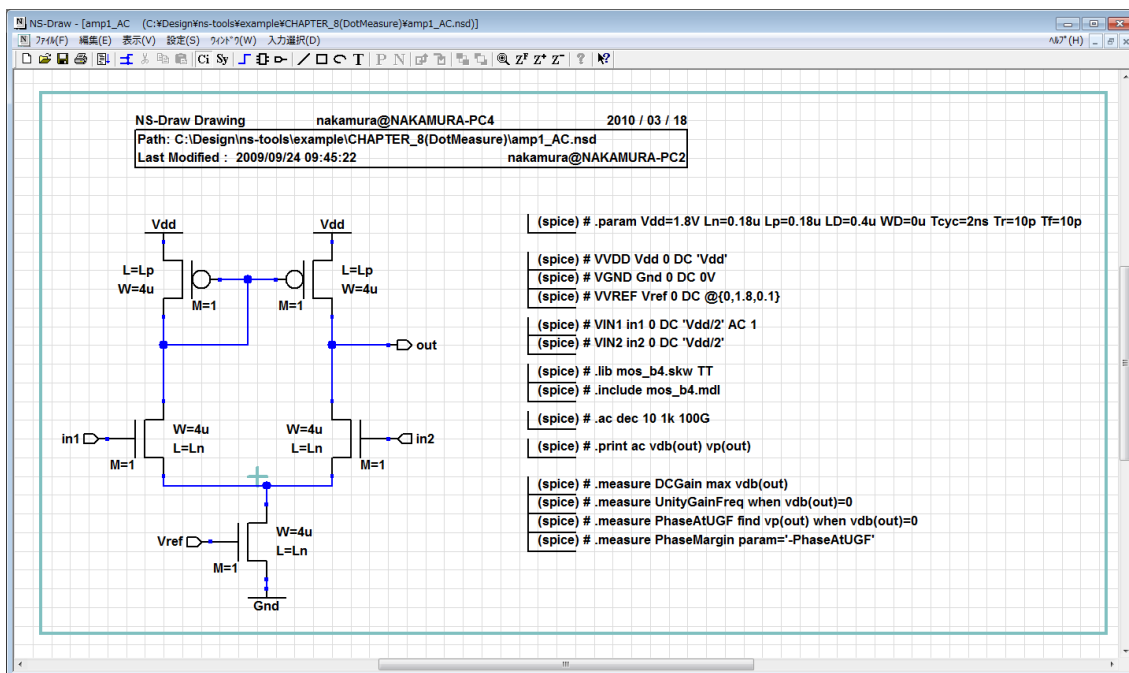 NS-Draw - [amp1_AC (C:¥Design¥ns-tools¥example¥CHAPTER_8(DotMeasure)¥amp1_AC.nsd)]
ファイル(F) 編集(E) 表示(V) 設定(S) ウィンドウ(W) 入力選択(D) ヘルプ(H)
Ci Sy T P N Z^F Z^+ Z^- ? ?
NS-Draw Drawing nakamura@NAKAMURA-PC4 2010 / 03 / 18
Path: C:\Design\ns-tools\example\CHAPTER_8(DotMeasure)\amp1_AC.nsd
Last Modified : 2009/09/24 09:45:22 nakamura@NAKAMURA-PC2
Vdd Vdd
L=Lp L=Lp
W=4u W=4u
M=1 M=1
out
W=4u W=4u
in1 in2
L=Ln L=Ln
M=1 M=1
W=4u
Vref
L=Ln
M=1
Gnd
(spice) # .param Vdd=1.8V Ln=0.18u Lp=0.18u LD=0.4u WD=0u Tcyc=2ns Tr=10p Tf=10p
(spice) # VVDD Vdd 0 DC 'Vdd'
(spice) # VGND Gnd 0 DC 0V
(spice) # VVREF Vref 0 DC @{0,1.8,0.1}
(spice) # VIN1 in1 0 DC 'Vdd/2' AC 1
(spice) # VIN2 in2 0 DC 'Vdd/2'
(spice) # .lib mos_b4.skw TT
(spice) # .include mos_b4.mdl
(spice) # .ac dec 10 1k 100G
(spice) # .print ac vdb(out) vp(out)
(spice) # .measure DCGain max vdb(out)
(spice) # .measure UnityGainFreq when vdb(out)=0
(spice) # .measure PhaseAtUGF find vp(out) when vdb(out)=0
(spice) # .measure PhaseMargin param='-PhaseAtUGF'